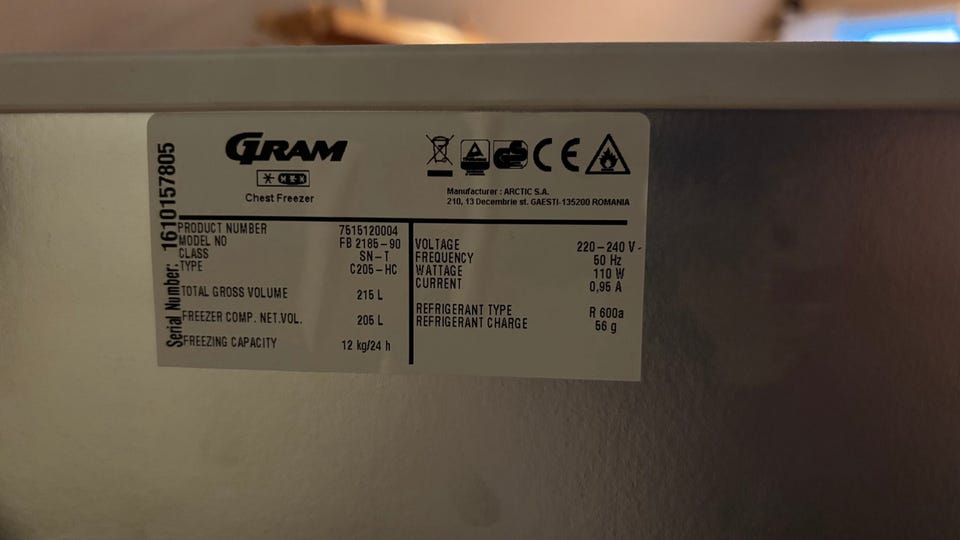 GRAM
Chest Freezer
Manufacturer : ARCTIC S.A.
210, 13 Decembrie st. GAESTI-135200 ROMANIA
Serial Number: 1610157805
PRODUCT NUMBER 7515120004
MODEL NO FB 2185-90
CLASS SN-T
TYPE C205-HC
TOTAL GROSS VOLUME 215 L
FREEZER COMP. NET.VOL. 205 L
FREEZING CAPACITY 12 kg/24 h
VOLTAGE 220-240 V~
FREQUENCY 50 Hz
WATTAGE 110 W
CURRENT 0,95 A
REFRIGERANT TYPE R 600a
REFRIGERANT CHARGE 56 g